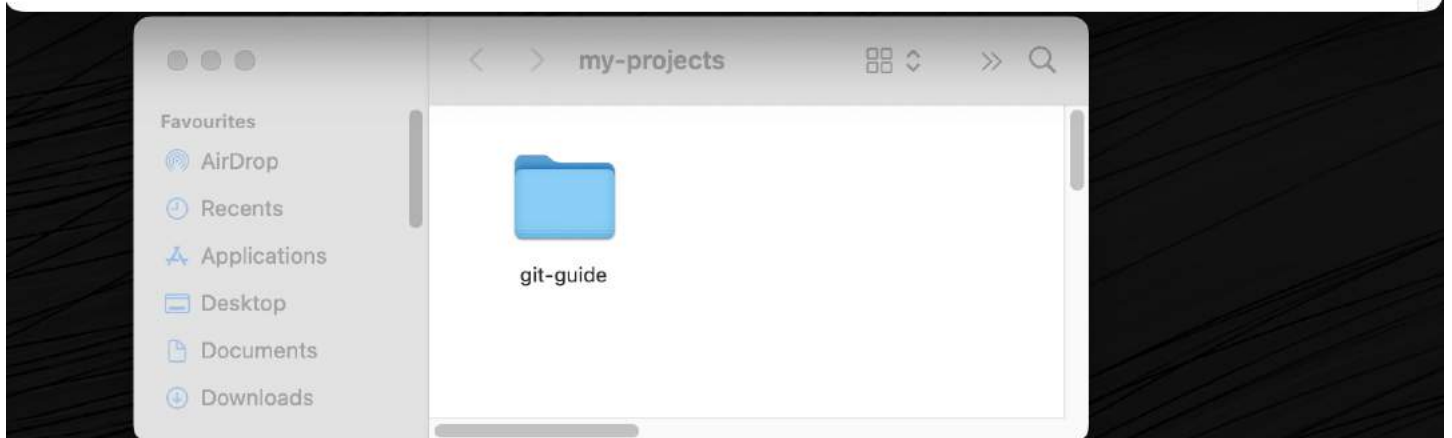 my-projects
Favourites
AirDrop
Recents
Applications
Desktop
Documents
Downloads
git-guide